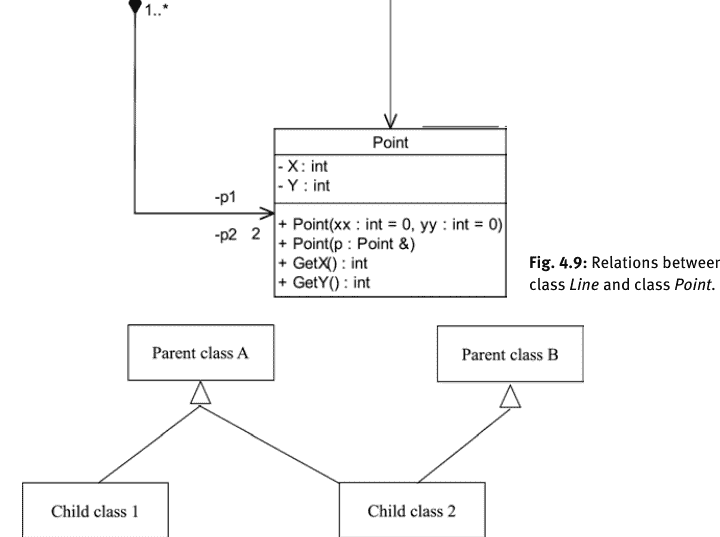 1..*
Point
- X : int
- Y : int
-p1
-p2 2
+ Point(xx : int = 0, yy : int = 0)
+ Point(p : Point &)
+ GetX() : int
+ GetY() : int
Fig. 4.9: Relations between
class Line and class Point.
Parent class A
Parent class B
Child class 1
Child class 2